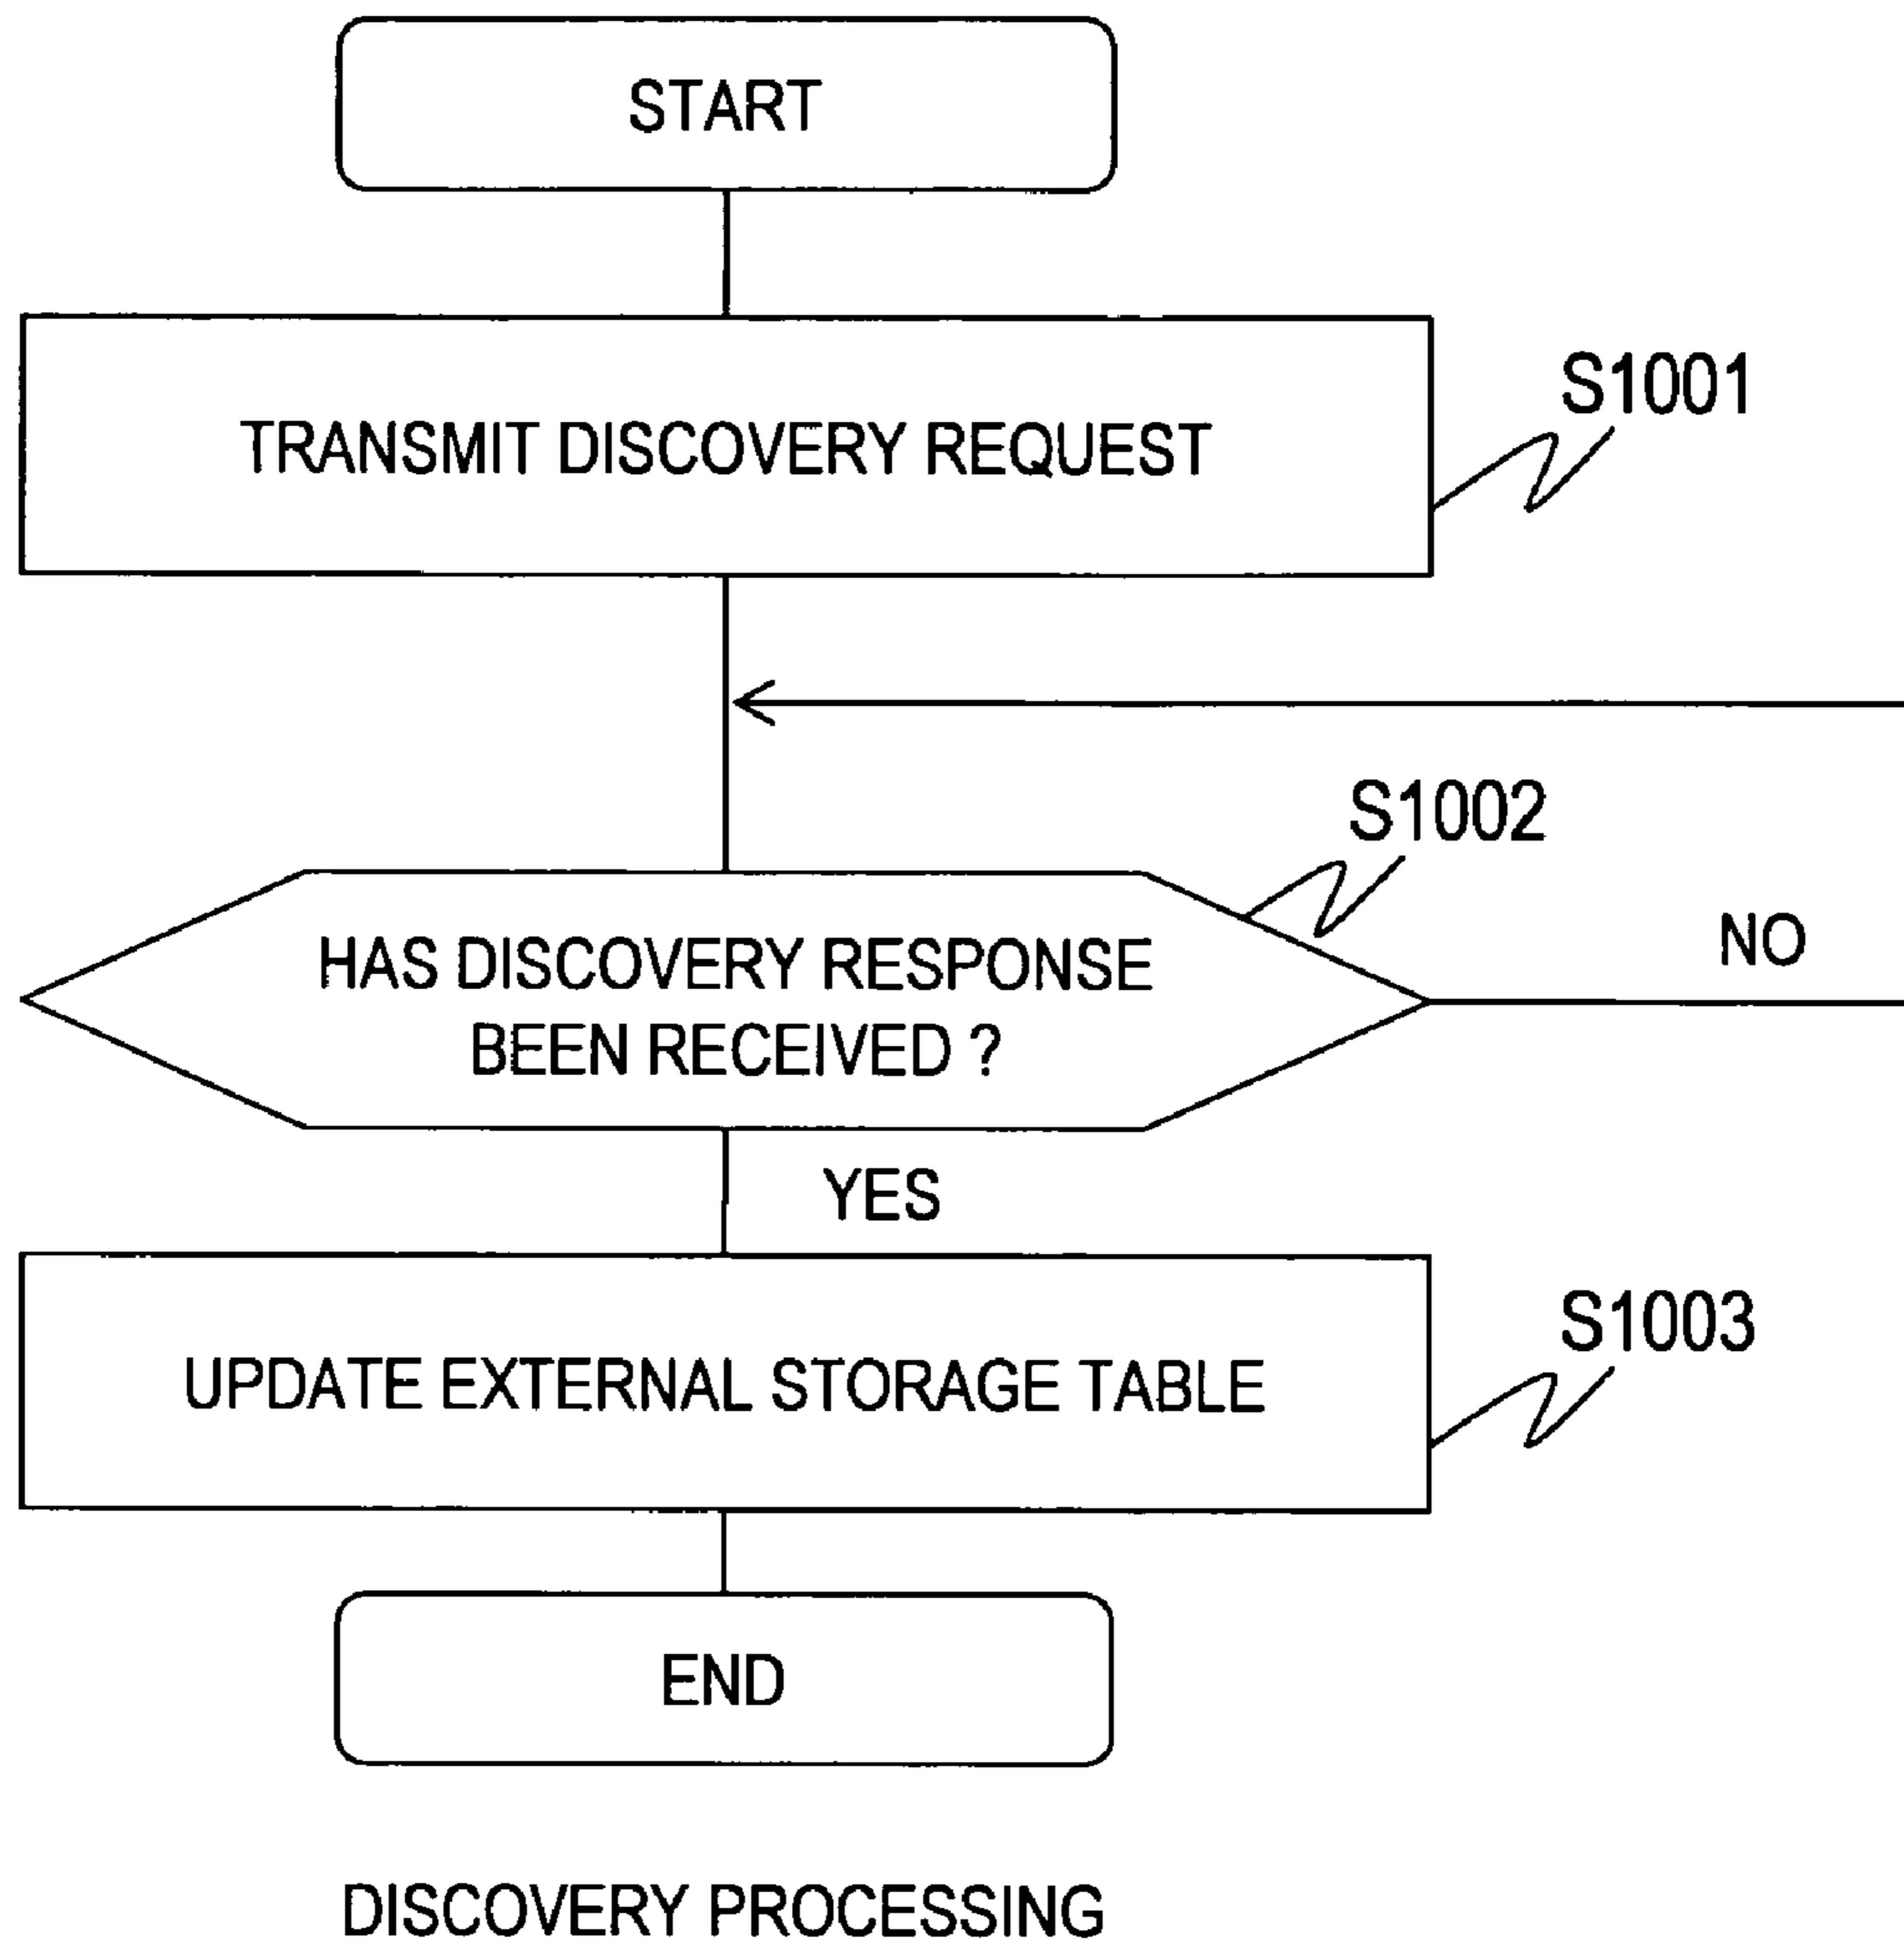 START
TRANSMIT DISCOVERY REQUEST
S1001
S1002
HAS DISCOVERY RESPONSE
BEEN RECEIVED ?
NO
YES
UPDATE EXTERNAL STORAGE TABLE
S1003
END
DISCOVERY PROCESSING